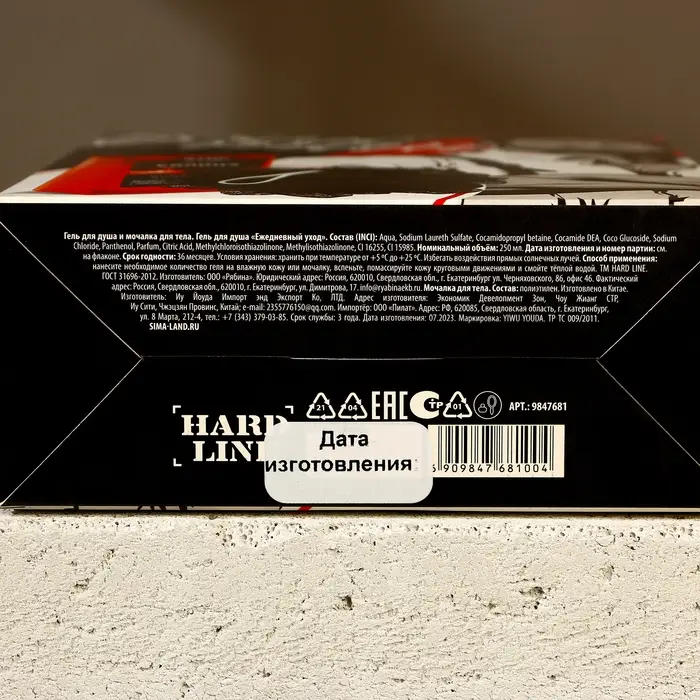 Гель для душа и мочалка для тела. Гель для душа «Ежедневный уход». Состав (INCI): Aqua, Sodium Laureth Sulfate, Cocamidopropyl betaine, Cocamide DEA, Coco Glucoside, Sodium
Chloride, Panthenol, Parfum, Citric Acid, Methylchloroisothiazolinone, Methylisothiazolinone, CI 16255, CI 15985. Номинальный объём: 250 мл. Дата изготовления и номер партии: см.
на флаконе. Срок годности: 36 месяцев. Условия хранения: хранить при температуре от +5 °C до +25 °C. Избегать воздействия прямых солнечных лучей. Способ применения:
нанесите необходимое количество геля на влажную кожу или мочалку, вспеньте, помассируйте кожу круговыми движениями и смойте тёплой водой. ТМ HARD LINE.
ГОСТ 31696-2012. Изготовитель: ООО «Рябина». Юридический адрес: Россия, 620010, Свердловская обл., г. Екатеринбург ул. Черняховского, 86, офис 46. Фактический
адрес: Россия, Свердловская обл., г. Екатеринбург, ул. Димитрова, 17. info@ryabinaekb.ru. Мочалка для тела. Состав: полиэтилен. Изготовлено в Китае.
Изготовитель: Иу Йоуда Импорт энд Экспорт Ко, ЛТД. Адрес изготовителя: Экономик Девелопмент Зон, Чоу Жианг СТР,
Иу Сити, Чжэцзян Провинс, Китай; e-mail: 2355776150@qq.com. Импортёр: ООО «Пилат». Адрес: РФ, 620085, Свердловская область, г. Екатеринбург,
ул. 8 Марта, 212-4, тел.: +7 (343) 379-03-85. Срок службы: 3 года. Дата изготовления: 07.2023. Маркировка: YIWU YOUDA. ТР ТС 009/2011.
SIMA-LAND.RU
21 04 EAC СТР 01 АРТ.: 9847681
HARD
LINE
Дата
изготовления
6 909847 681004